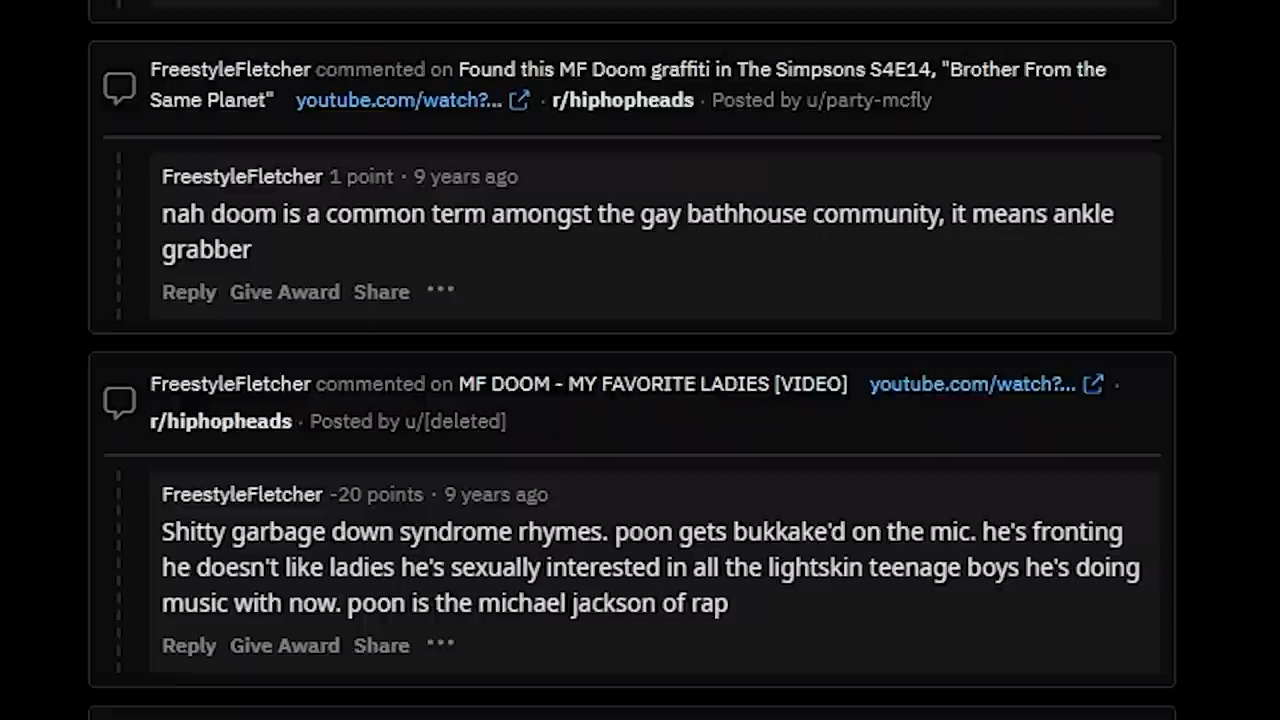 FreestyleFletcher commented on Found this MF Doom graffiti in The Simpsons S4E14, "Brother From the
Same Planet" youtube.com/watch?... · r/hiphopheads · Posted by u/party-mcfly
FreestyleFletcher 1 point · 9 years ago
nah doom is a common term amongst the gay bathhouse community, it means ankle
grabber
Reply Give Award Share ···
FreestyleFletcher commented on MF DOOM - MY FAVORITE LADIES [VIDEO] youtube.com/watch?... ·
r/hiphopheads · Posted by u/[deleted]
FreestyleFletcher -20 points · 9 years ago
Shitty garbage down syndrome rhymes. poon gets bukkake'd on the mic. he's fronting
he doesn't like ladies he's sexually interested in all the lightskin teenage boys he's doing
music with now. poon is the michael jackson of rap
Reply Give Award Share ···